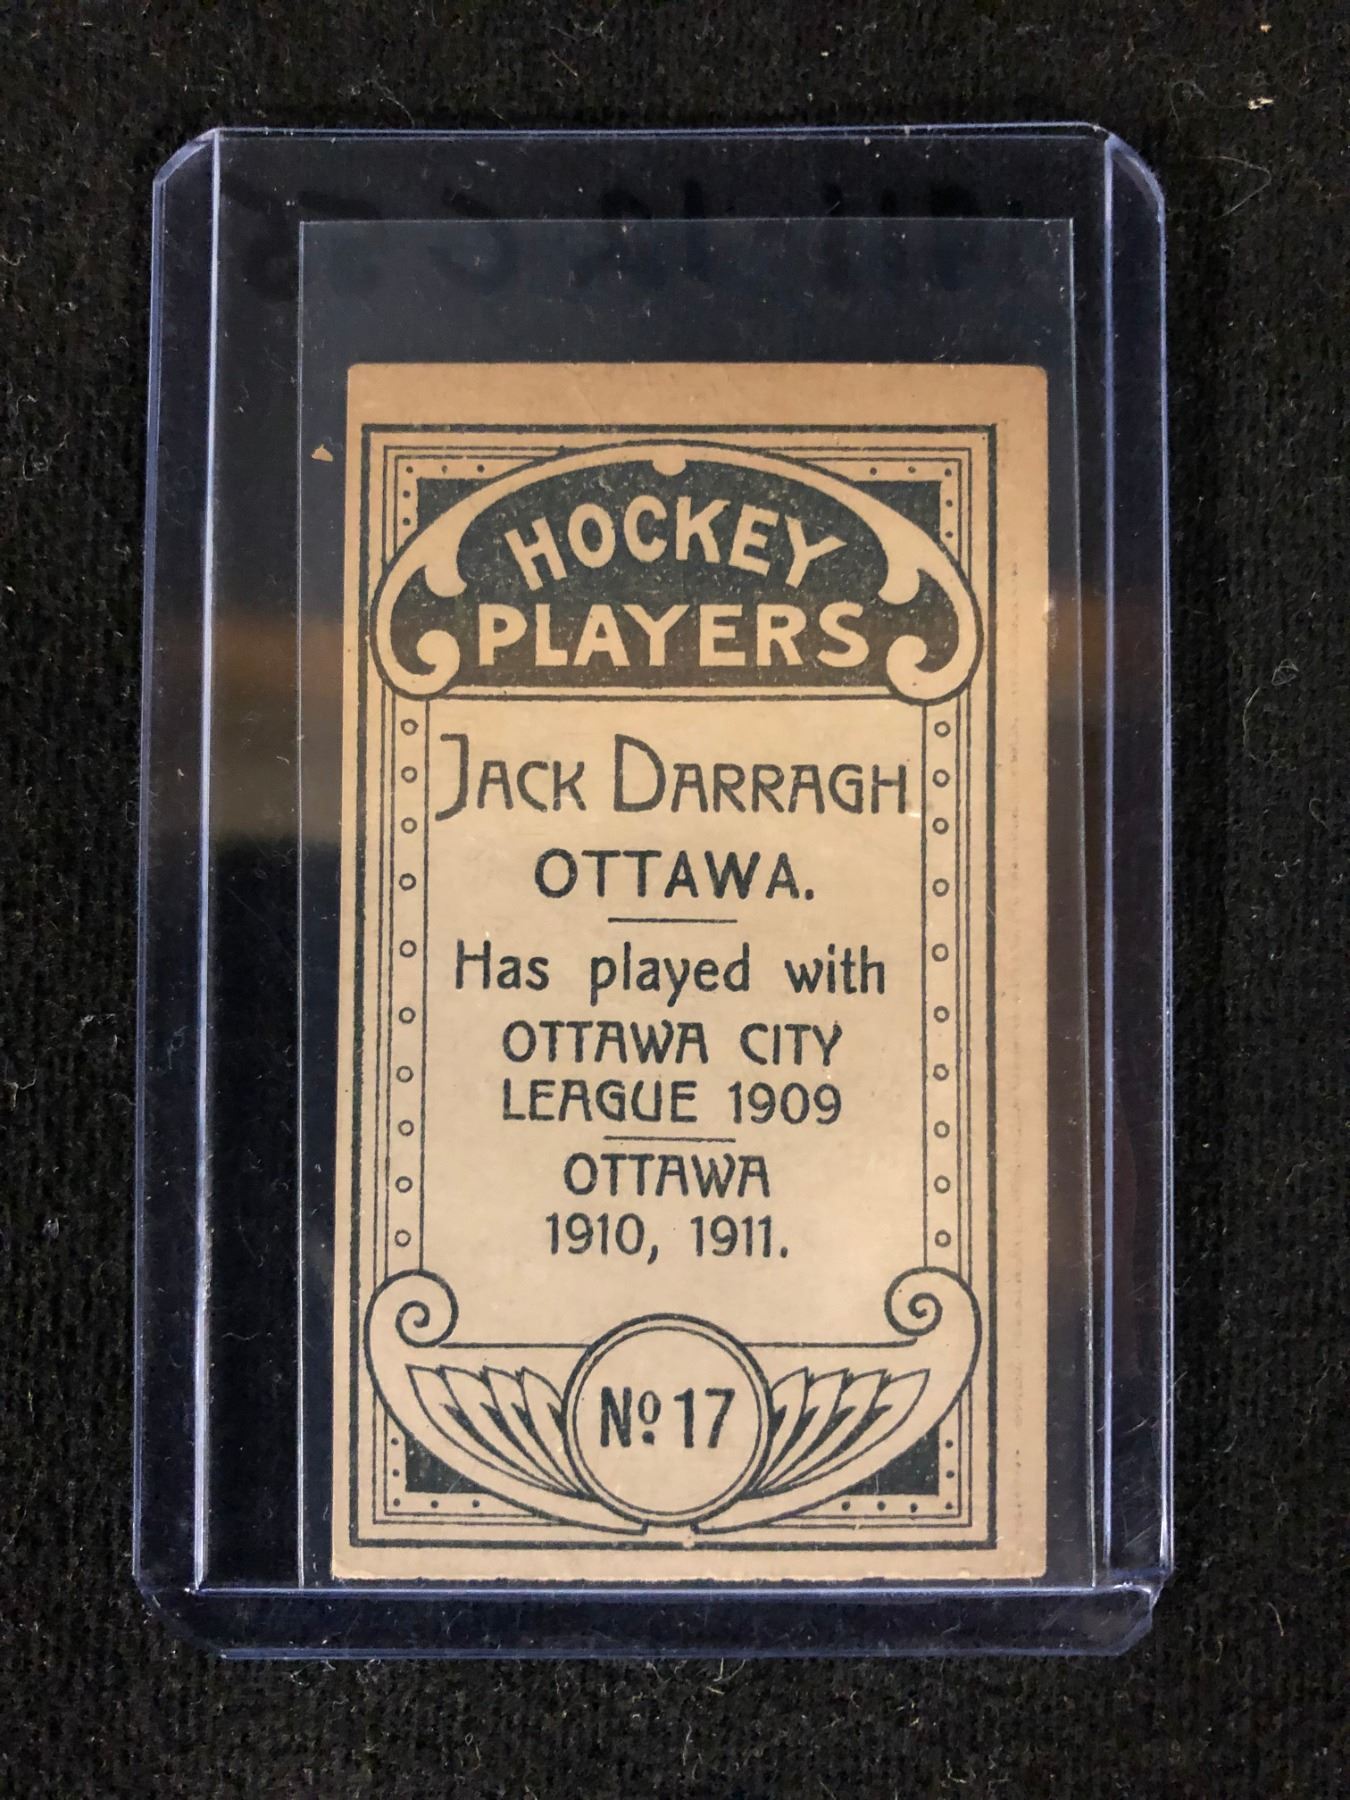 HOCKEY
PLAYERS
JACK DARRAGH
OTTAWA.
Has played with
OTTAWA CITY
LEAGUE 1909
OTTAWA
1910, 1911.
Nº 17